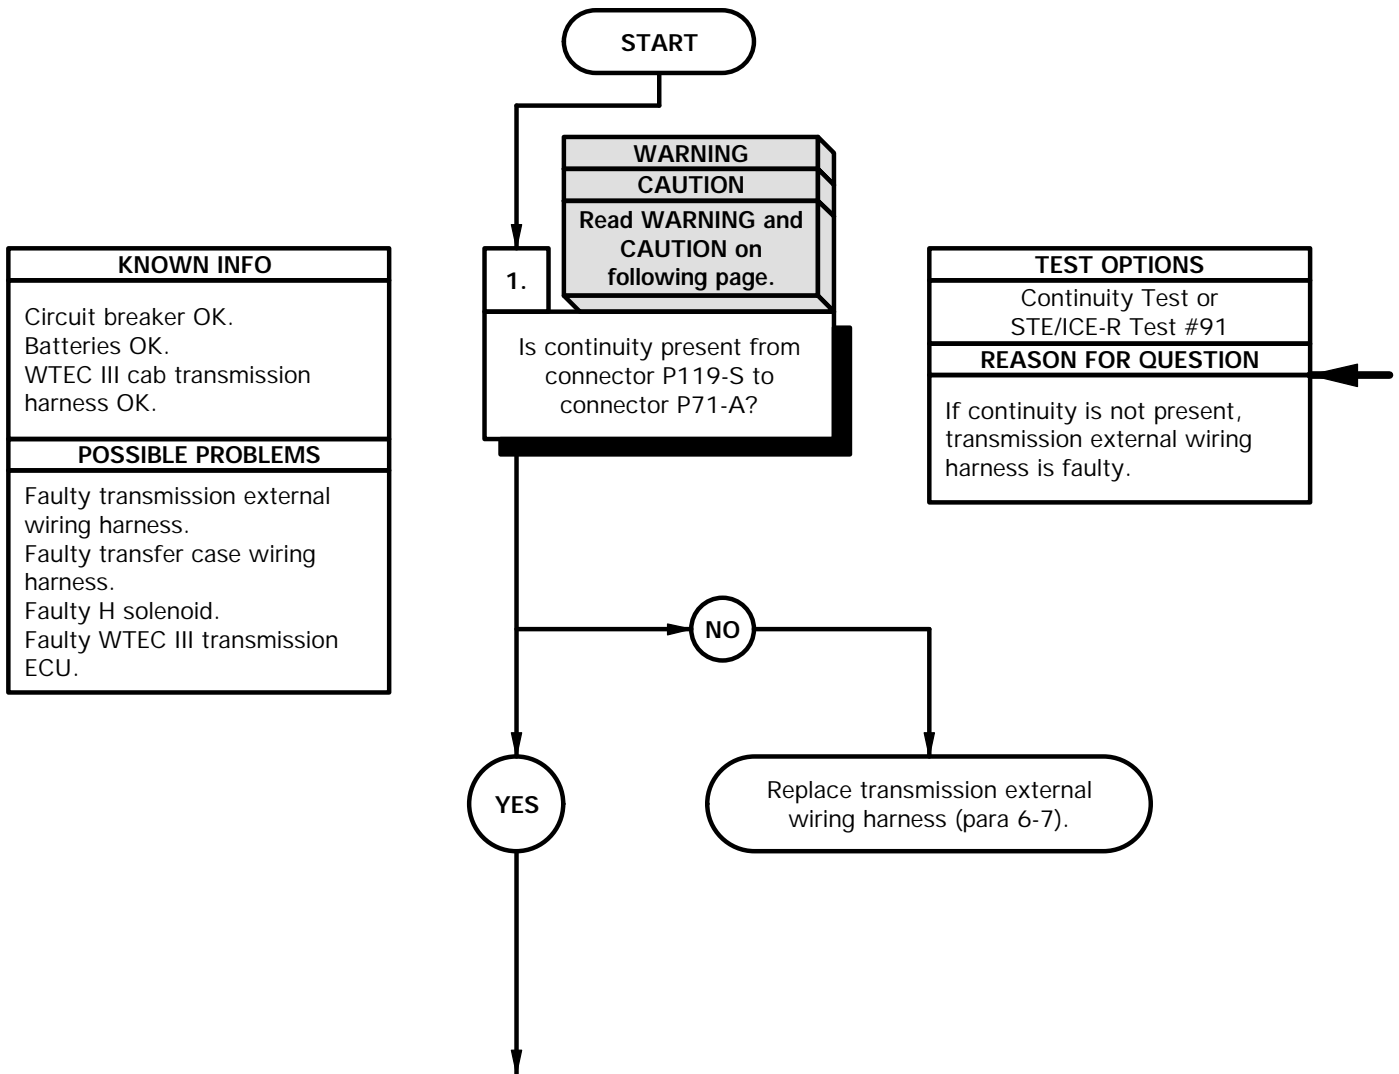 START
WARNING
CAUTION
Read WARNING and
CAUTION on
following page.
1.
Is continuity present from
connector P119-S to
connector P71-A?
KNOWN INFO
Circuit breaker OK.
Batteries OK.
WTEC III cab transmission
harness OK.
POSSIBLE PROBLEMS
Faulty transmission external
wiring harness.
Faulty transfer case wiring
harness.
Faulty H solenoid.
Faulty WTEC III transmission
ECU.
TEST OPTIONS
Continuity Test or
STE/ICE-R Test #91
REASON FOR QUESTION
If continuity is not present,
transmission external wiring
harness is faulty.
NO
YES
Replace transmission external
wiring harness (para 6-7).